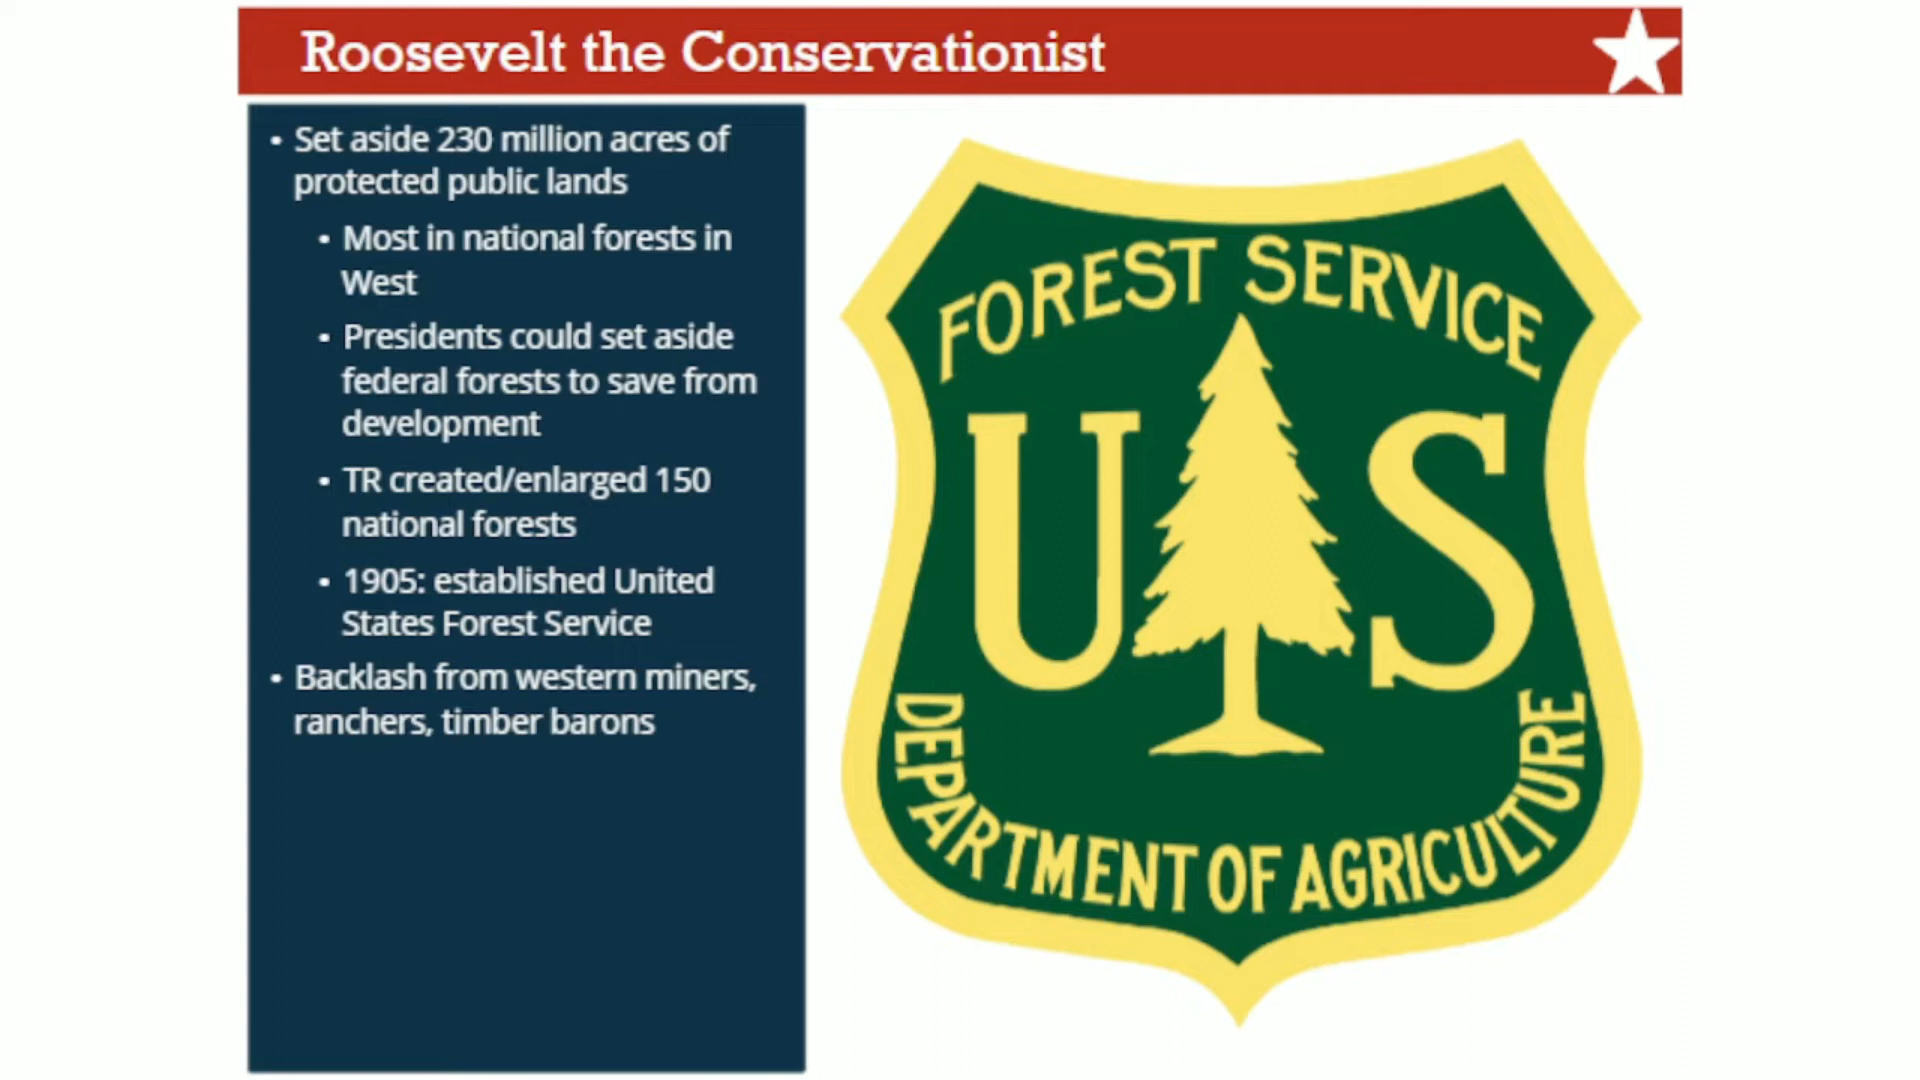 Roosevelt the Conservationist
• Set aside 230 million acres of
protected public lands
• Most in national forests in
West
• Presidents could set aside
federal forests to save from
development
• TR created/enlarged 150
national forests
• 1905: established United
States Forest Service
• Backlash from western miners,
ranchers, timber barons
FOREST SERVICE
U S
DEPARTMENT OF AGRICULTURE